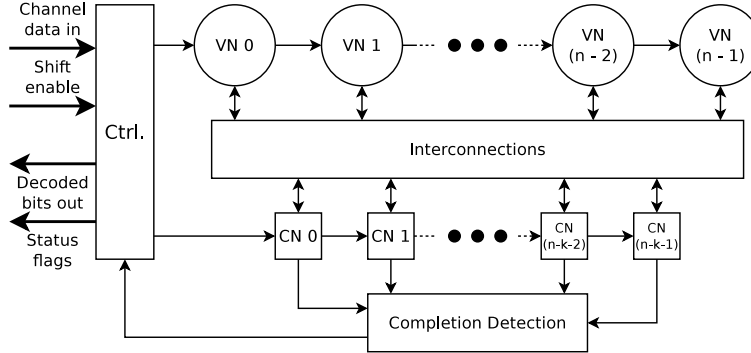 Channel
data in
Shift
enable
Ctrl.
Decoded
bits out
Status
flags
VN 0
VN 1
VN
(n - 2)
VN
(n - 1)
Interconnections
CN 0
CN 1
CN
(n-k-2)
CN
(n-k-1)
Completion Detection